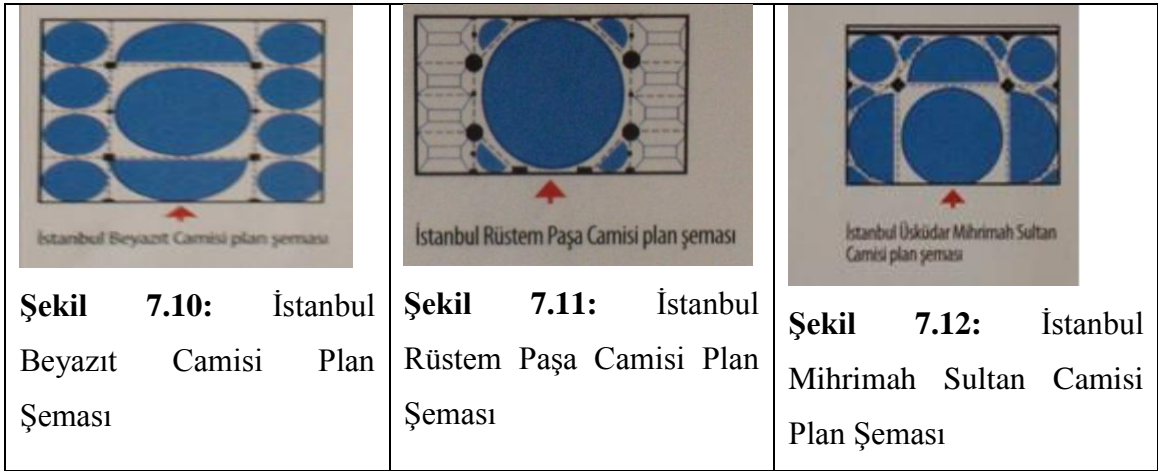 İstanbul Beyazıt Camisi plan şeması
Şekil 7.10: İstanbul
Beyazıt Camisi Plan
Şeması
İstanbul Rüstem Paşa Camisi plan şeması
Şekil 7.11: İstanbul
Rüstem Paşa Camisi Plan
Şeması
İstanbul Üsküdar Mihrimah Sultan
Camisi plan şeması
Şekil 7.12: İstanbul
Mihrimah Sultan Camisi
Plan Şeması